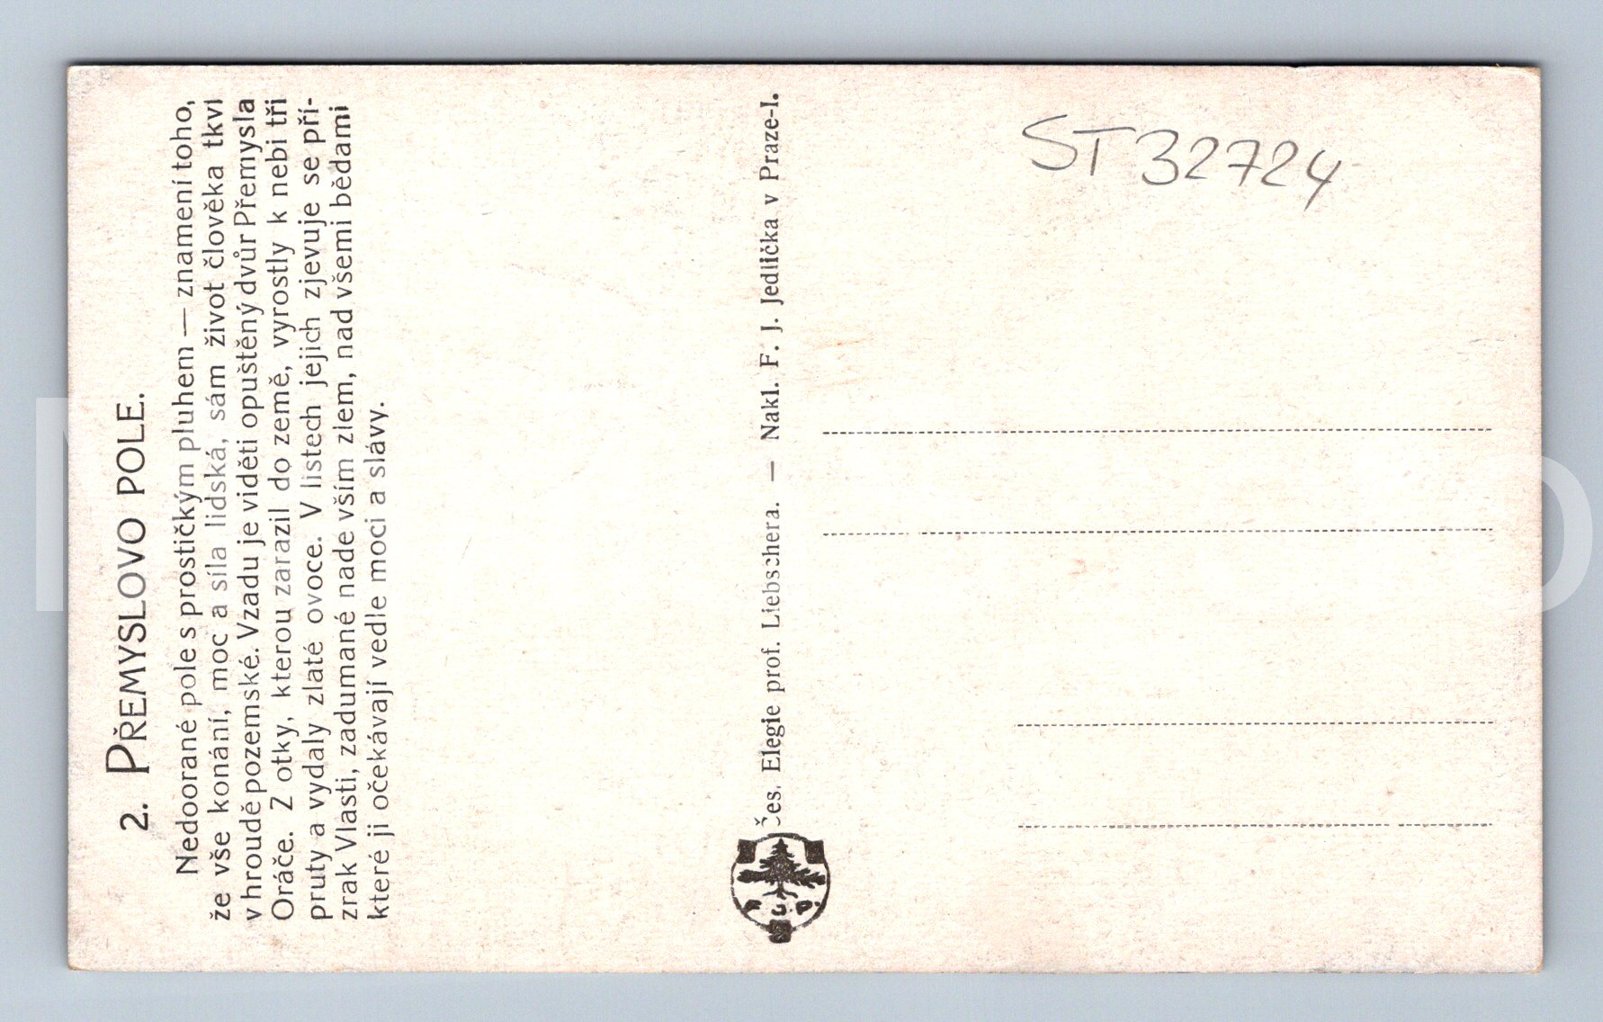 2. PŘEMYSLOVO POLE.
Nedoorané pole s prostičkým pluhem — znamení toho,
že vše konání, moc a síla lidská, sám život člověka tkví
v hroudě pozemské. Vzadu je viděti opuštěný dvůr Přemysla
Oráče. Z otky, kterou zarazil do země, vyrostly k nebi tři
pruty a vydaly zlaté ovoce. V listech jejich zjevuje se pří-
zrak Vlasti, zadumané nade vším zlem, nad všemi bědami
které ji očekávají vedle moci a slávy.
Čes. Elegie prof. Liebschera. — Nakl. F. J. Jedlička v Praze-I.
P. J. P.
ST 32724